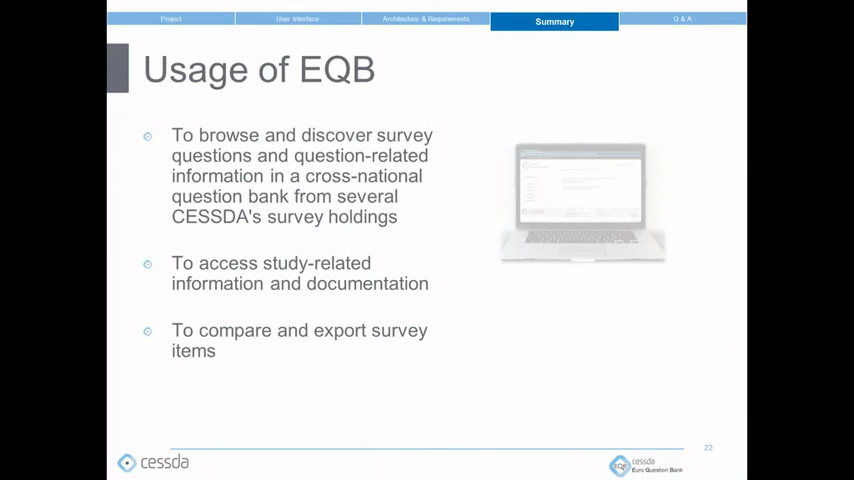 Project
User Interface
Architecture & Requirements
Summary
Q & A
Usage of EQB
To browse and discover survey
questions and question-related
information in a cross-national
question bank from several
CESSDA's survey holdings
To access study-related
information and documentation
To compare and export survey
items
22
cessda
EQB
cessda
Euro Question Bank